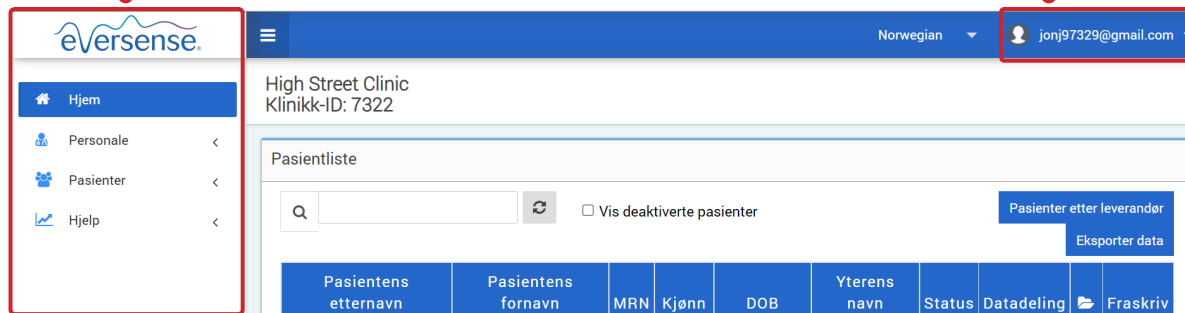 eversense.
Norwegian
jonj97329@gmail.com
High Street Clinic
Klinikk-ID: 7322
Hjem
Personale
Pasienter
Hjelp
Pasientliste
Vis deaktiverte pasienter
Pasienter etter leverandør
Eksporter data
Pasientens etternavn
Pasientens fornavn
MRN
Kjønn
DOB
Yterens navn
Status
Datadeling
Fraskriv